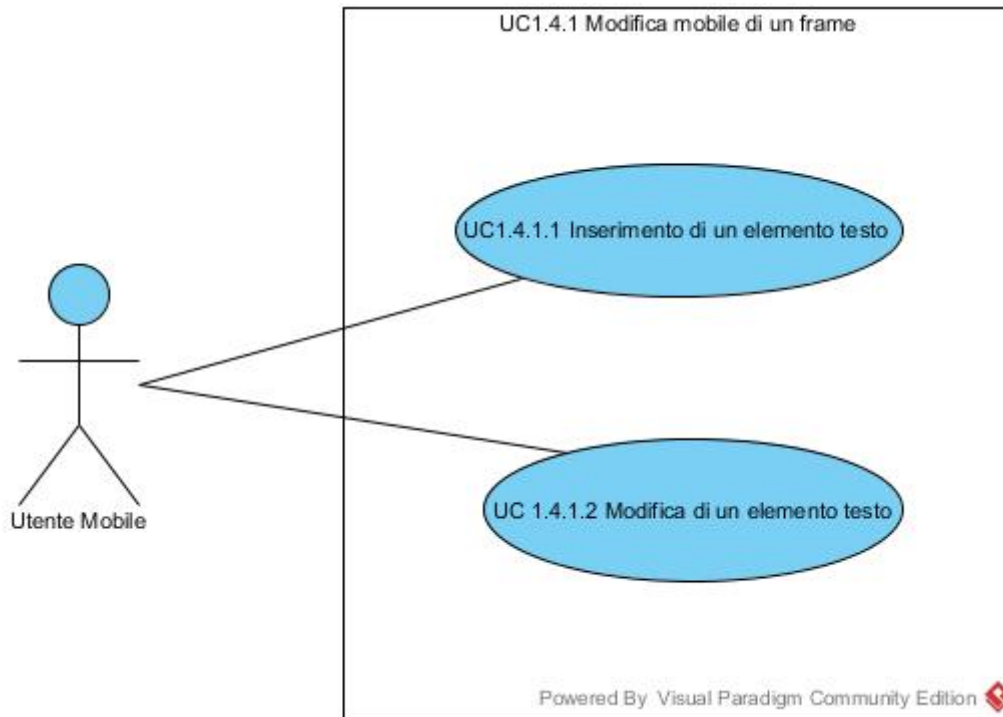 UC1.4.1 Modifica mobile di un frame
UC1.4.1.1 Inserimento di un elemento testo
UC 1.4.1.2 Modifica di un elemento testo
Utente Mobile
Powered By Visual Paradigm Community Edition